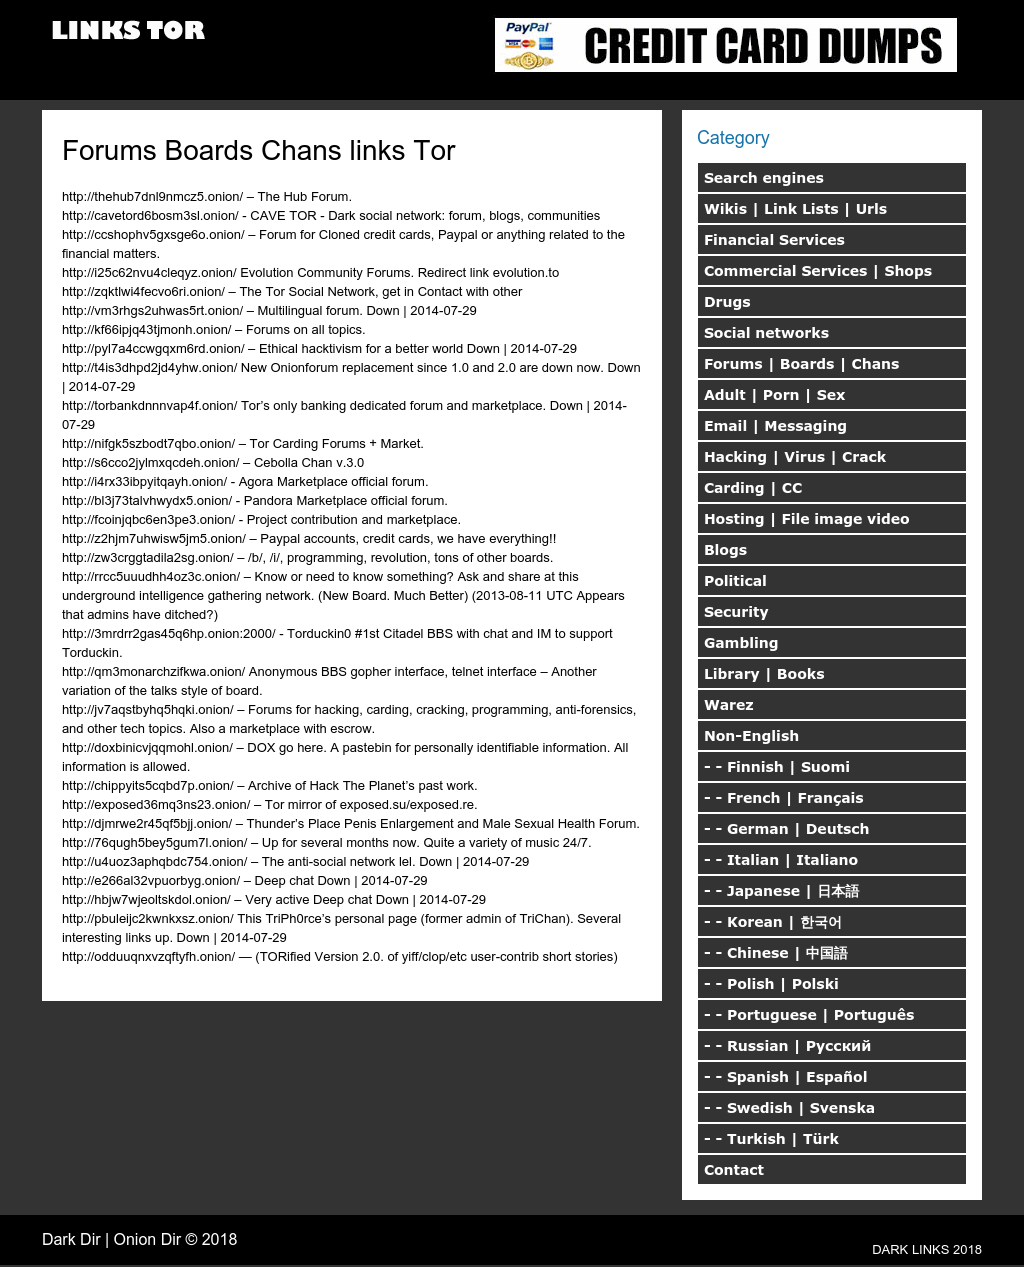 LINKS TOR
PayPal
VISA
CREDIT CARD DUMPS
Forums Boards Chans links Tor
http://thehub7dnl9nmcz5.onion/ – The Hub Forum.
http://cavetord6bosm3sl.onion/ - CAVE TOR - Dark social network: forum, blogs, communities
http://ccshophv5gxsge6o.onion/ – Forum for Cloned credit cards, Paypal or anything related to the
financial matters.
http://i25c62nvu4cleqyz.onion/ Evolution Community Forums. Redirect link evolution.to
http://zqktlwi4fecvo6ri.onion/ – The Tor Social Network, get in Contact with other
http://vm3rhgs2uhwas5rt.onion/ – Multilingual forum. Down | 2014-07-29
http://kf66ipjq43tjmonh.onion/ – Forums on all topics.
http://pyl7a4ccwgqxm6rd.onion/ – Ethical hacktivism for a better world Down | 2014-07-29
http://t4is3dhpd2jd4yhw.onion/ New Onionforum replacement since 1.0 and 2.0 are down now. Down
| 2014-07-29
http://torbankdnnnvap4f.onion/ Tor’s only banking dedicated forum and marketplace. Down | 2014-
07-29
http://nifgk5szbodt7qbo.onion/ – Tor Carding Forums + Market.
http://s6cco2jylmxqcdeh.onion/ – Cebolla Chan v.3.0
http://i4rx33ibpyitqayh.onion/ - Agora Marketplace official forum.
http://bl3j73talvhwydx5.onion/ - Pandora Marketplace official forum.
http://fcoinjqbc6en3pe3.onion/ - Project contribution and marketplace.
http://z2hjm7uhwisw5jm5.onion/ – Paypal accounts, credit cards, we have everything!!
http://zw3crggtadila2sg.onion/ – /b/, /i/, programming, revolution, tons of other boards.
http://rrcc5uuudhh4oz3c.onion/ – Know or need to know something? Ask and share at this
underground intelligence gathering network. (New Board. Much Better) (2013-08-11 UTC Appears
that admins have ditched?)
http://3mrdrr2gas45q6hp.onion:2000/ - Torduckin0 #1st Citadel BBS with chat and IM to support
Torduckin.
http://qm3monarchzifkwa.onion/ Anonymous BBS gopher interface, telnet interface – Another
variation of the talks style of board.
http://jv7aqstbyhq5hqki.onion/ – Forums for hacking, carding, cracking, programming, anti-forensics,
and other tech topics. Also a marketplace with escrow.
http://doxbinicvjqqmohl.onion/ – DOX go here. A pastebin for personally identifiable information. All
information is allowed.
http://chippyits5cqbd7p.onion/ – Archive of Hack The Planet’s past work.
http://exposed36mq3ns23.onion/ – Tor mirror of exposed.su/exposed.re.
http://djmrwe2r45qf5bjj.onion/ – Thunder’s Place Penis Enlargement and Male Sexual Health Forum.
http://76qugh5bey5gum7l.onion/ – Up for several months now. Quite a variety of music 24/7.
http://u4uoz3aphqbdc754.onion/ – The anti-social network lel. Down | 2014-07-29
http://e266al32vpuorbyg.onion/ – Deep chat Down | 2014-07-29
http://hbjw7wjeoltskdol.onion/ – Very active Deep chat Down | 2014-07-29
http://pbuleijc2kwnkxsz.onion/ This TriPh0rce’s personal page (former admin of TriChan). Several
interesting links up. Down | 2014-07-29
http://odduuqnxvzqftyfh.onion/ — (TORified Version 2.0. of yiff/clop/etc user-contrib short stories)
Category
Search engines
Wikis | Link Lists | Urls
Financial Services
Commercial Services | Shops
Drugs
Social networks
Forums | Boards | Chans
Adult | Porn | Sex
Email | Messaging
Hacking | Virus | Crack
Carding | CC
Hosting | File image video
Blogs
Political
Security
Gambling
Library | Books
Warez
Non-English
- - Finnish | Suomi
- - French | Français
- - German | Deutsch
- - Italian | Italiano
- - Japanese | 日本語
- - Korean | 한국어
- - Chinese | 中国語
- - Polish | Polski
- - Portuguese | Português
- - Russian | Русский
- - Spanish | Español
- - Swedish | Svenska
- - Turkish | Türk
Contact
Dark Dir | Onion Dir © 2018
DARK LINKS 2018